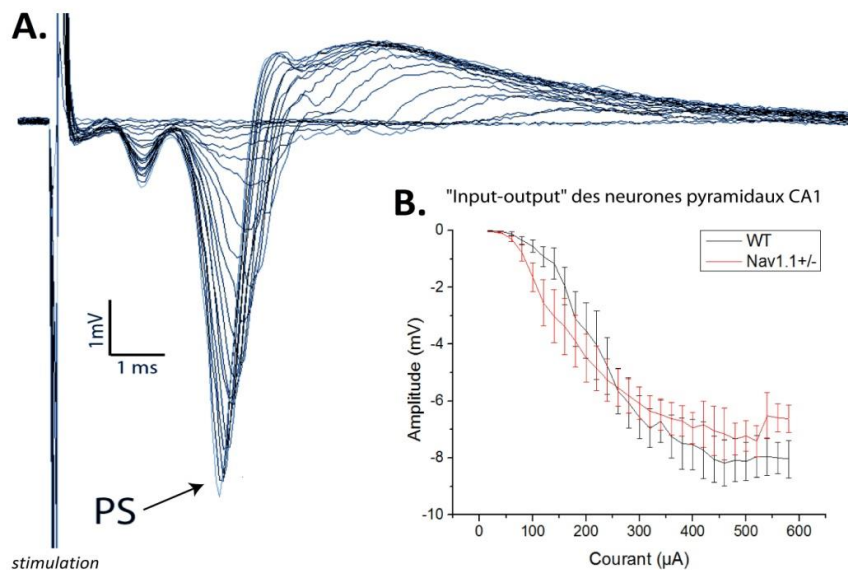 A.
1mV
1 ms
PS
stimulation
B.
"Input-output" des neurones pyramidaux CA1
WT
Nav1.1+/-
0
-2
-4
-6
-8
-10
Amplitude (mV)
0 100 200 300 400 500 600
Courant (µA)